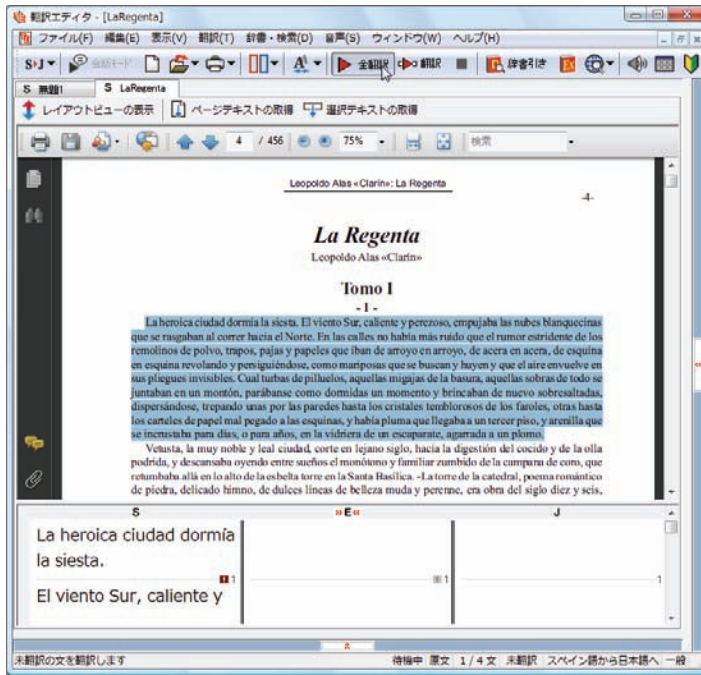 翻訳エディタ - [LaRegenta]
ファイル(F) 編集(E) 表示(V) 翻訳(T) 辞書・検索(D) 音声(S) ウィンドウ(W) ヘルプ(H)
S›J 会話モード A 全翻訳 翻訳 辞書引き
S 無題1 S LaRegenta
レイアウトビューの表示 ページテキストの取得 選択テキストの取得
4 / 456 75% 検索
Leopoldo Alas «Clarín»: La Regenta
-4-
La Regenta
Leopoldo Alas «Clarín»
Tomo I
- I -
La heroica ciudad dormía la siesta. El viento Sur, caliente y perezoso, empujaba las nubes blanquecinas
que se rasgaban al correr hacia el Norte. En las calles no había más ruido que el rumor estridente de los
remolinos de polvo, trapos, pajas y papeles que iban de arroyo en arroyo, de acera en acera, de esquina
en esquina revolando y persiguiéndose, como mariposas que se buscan y huyen y que el aire envuelve en
sus pliegues invisibles. Cual turbas de pilluelos, aquellas migajas de la basura, aquellas sobras de todo se
juntaban en un montón, parábanse como dormidas un momento y brincaban de nuevo sobresaltadas,
dispersándose, trepando unas por las paredes hasta los cristales temblorosos de los faroles, otras hasta
los carteles de papel mal pegado a las esquinas, y había pluma que llegaba a un tercer piso, y arenilla que
se incrustaba para días, o para años, en la vidriera de un escaparate, agarrada a un plomo.
Vetusta, la muy noble y leal ciudad, corte en lejano siglo, hacía la digestión del cocido y de la olla
podrida, y descansaba oyendo entre sueños el monótono y familiar zumbido de la campana de coro, que
retumbaba allá en lo alto de la esbelta torre en la Santa Basílica. -La torre de la catedral, poema romántico
de piedra, delicado himno, de dulces líneas de belleza muda y perenne, era obra del siglo diez y seis,
S »E« J
La heroica ciudad dormía
la siesta.
1 1 1
El viento Sur, caliente y
未翻訳の文を翻訳します 待機中 原文 1 / 4 文 未翻訳 スペイン語から日本語へ 一般